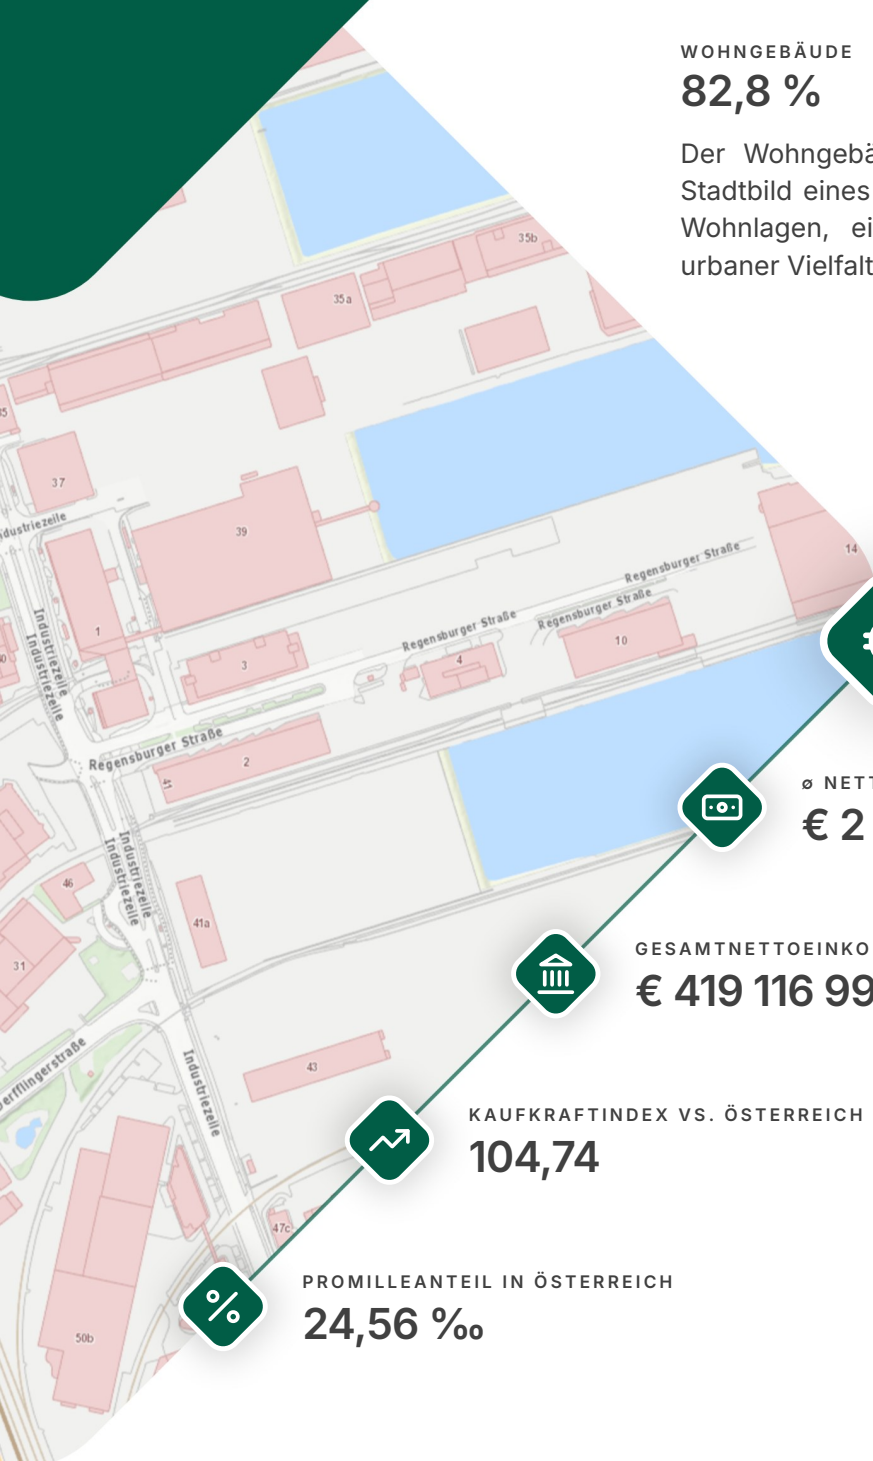 WOHNGEBÄUDE
82,8 %
Der Wohngebä
Stadtbild eines
Wohnlagen, ei
urbaner Vielfalt
35b
35a
35
37
dustriezeile
39
14
Regensburger Straße
Regensburger Straße
Regensburger Straße
Industriezeile
Industriezeile
1
10
3
4
Regensburger Straße
2
41
ø NETT
€ 2
Industriezeile
Industriezeile
46
41a
31
GESAMTNETTOEINKO
€ 419 116 99
Derfflingerstraße
Industriezeile
43
KAUFKRAFTINDEX VS. ÖSTERREICH
104,74
47c
PROMILLEANTEIL IN ÖSTERREICH
24,56 ‰
50b